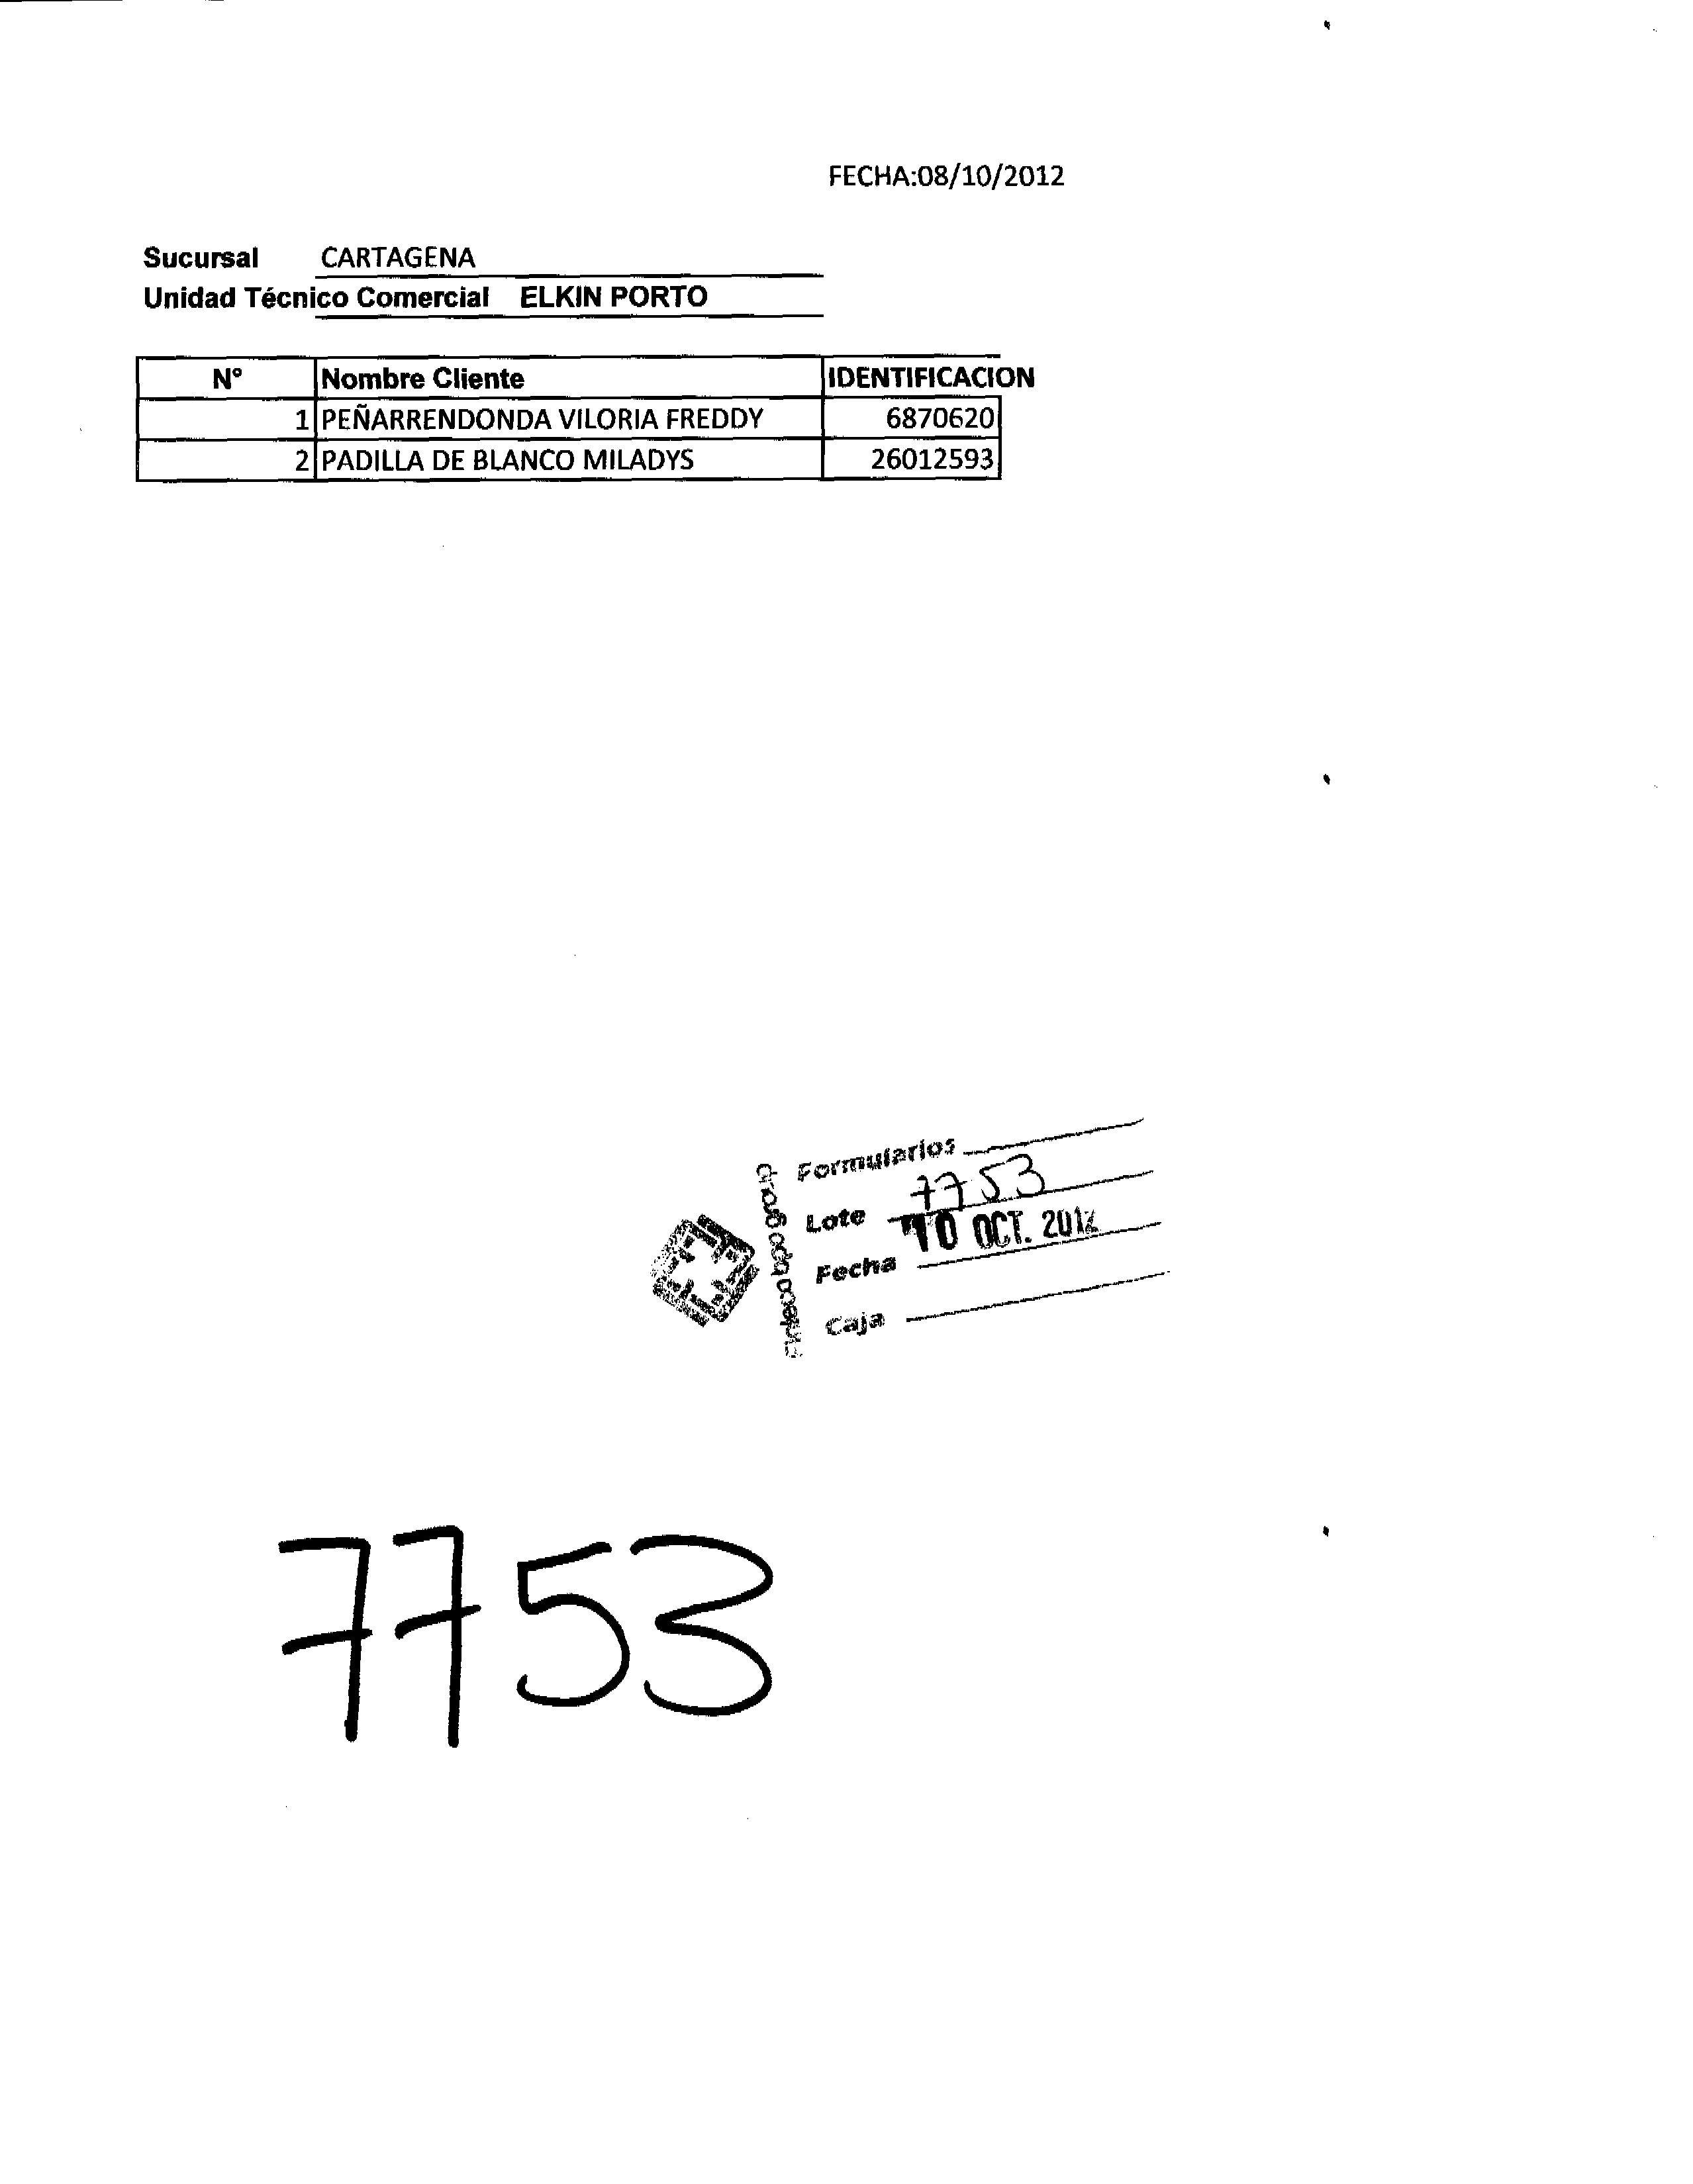 FECHA:08/10/2012
Sucursal CARTAGENA
Unidad Técnico Comercial ELKIN PORTO
N° Nombre Cliente IDENTIFICACION
1 PEÑARRENDONDA VILORIA FREDDY 6870620
2 PADILLA DE BLANCO MILADYS 26012593
Formularios
Lote 7753
Fecha 10 OCT. 2012
Caja
group
7753